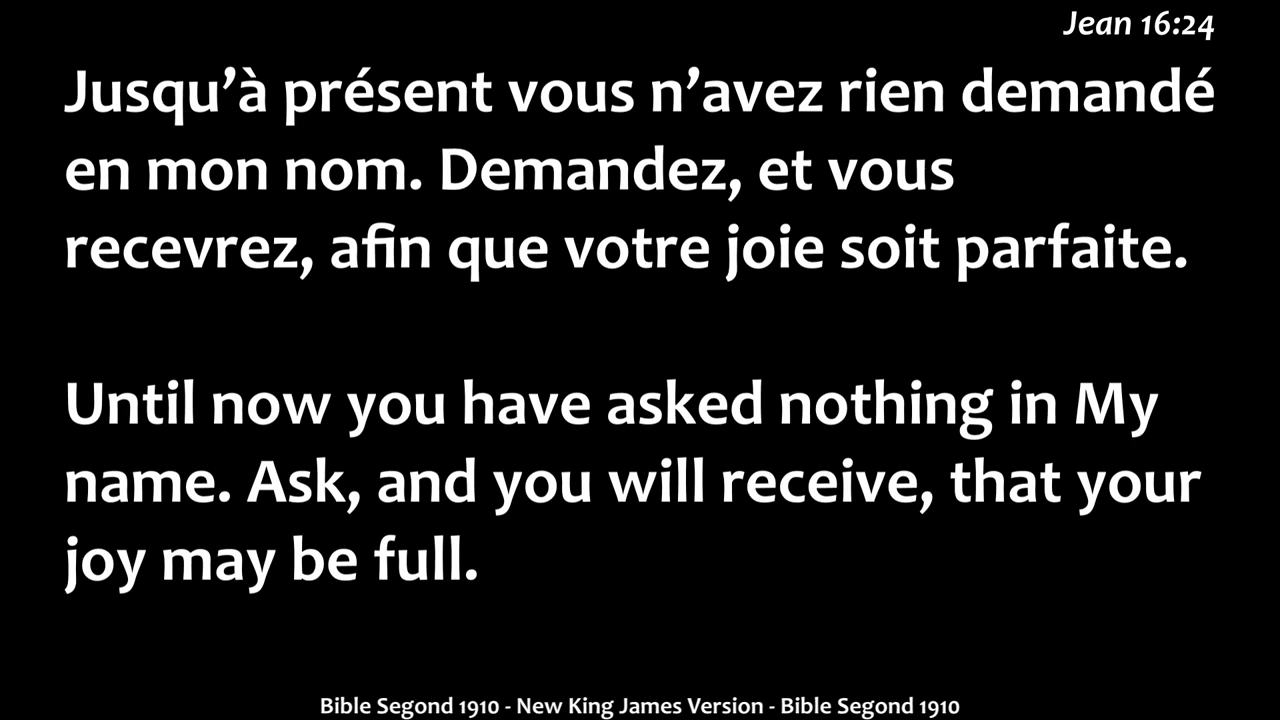 Jean 16:24
Jusqu’à présent vous n’avez rien demandé
en mon nom. Demandez, et vous
recevrez, afin que votre joie soit parfaite.
Until now you have asked nothing in My
name. Ask, and you will receive, that your
joy may be full.
Bible Segond 1910 - New King James Version - Bible Segond 1910